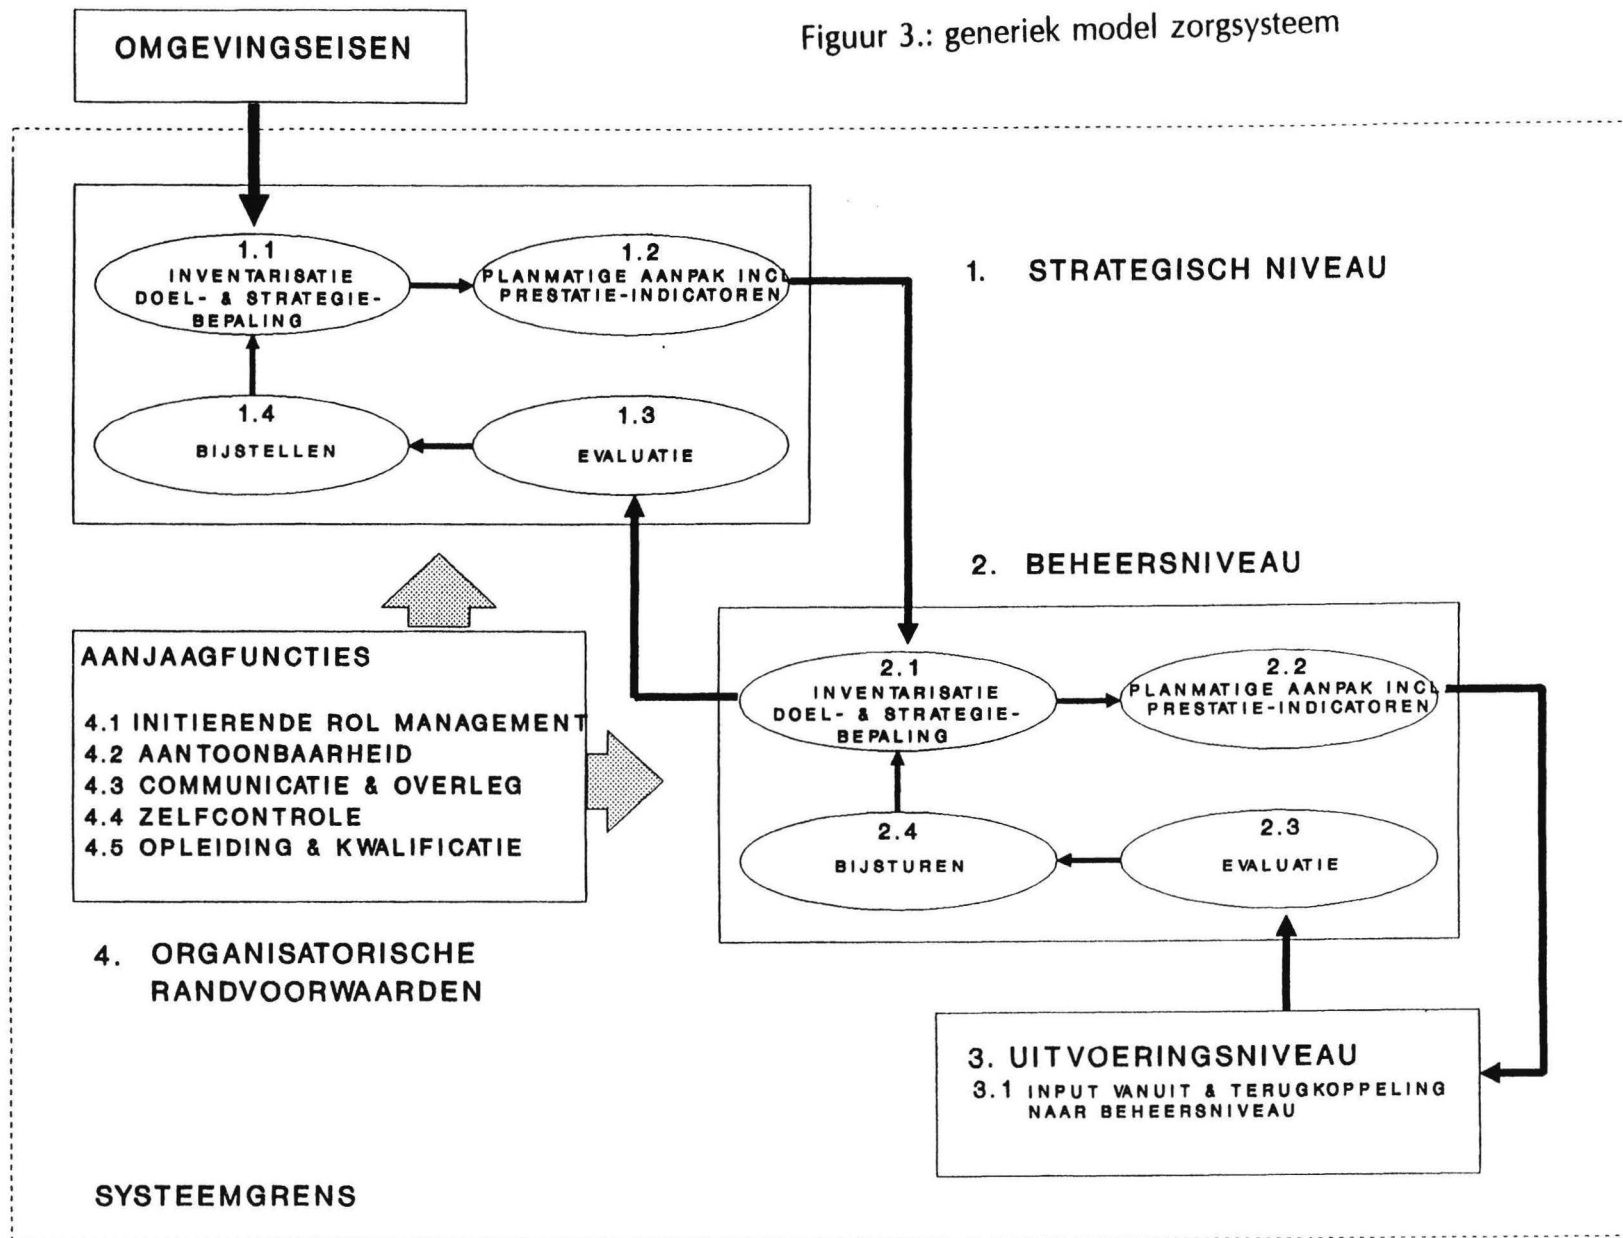 Figuur 3.: generiek model zorgsysteem
OMGEVINGSEISEN
1.1
INVENTARISATIE
DOEL- & STRATEGIE-
BEPALING
1.2
PLANMATIGE AANPAK INCL
PRESTATIE-INDICATOREN
1. STRATEGISCH NIVEAU
1.4
BIJSTELLEN
1.3
EVALUATIE
2. BEHEERSNIVEAU
AANJAAGFUNCTIES
4.1 INITIERENDE ROL MANAGEMENT
4.2 AANTOONBAARHEID
4.3 COMMUNICATIE & OVERLEG
4.4 ZELFCONTROLE
4.5 OPLEIDING & KWALIFICATIE
2.1
INVENTARISATIE
DOEL- & STRATEGIE-
BEPALING
2.2
PLANMATIGE AANPAK INCL
PRESTATIE-INDICATOREN
2.4
BIJSTUREN
2.3
EVALUATIE
4. ORGANISATORISCHE
RANDVOORWAARDEN
3. UITVOERINGSNIVEAU
3.1 INPUT VANUIT & TERUGKOPPELING
NAAR BEHEERSNIVEAU
SYSTEEMGRENS